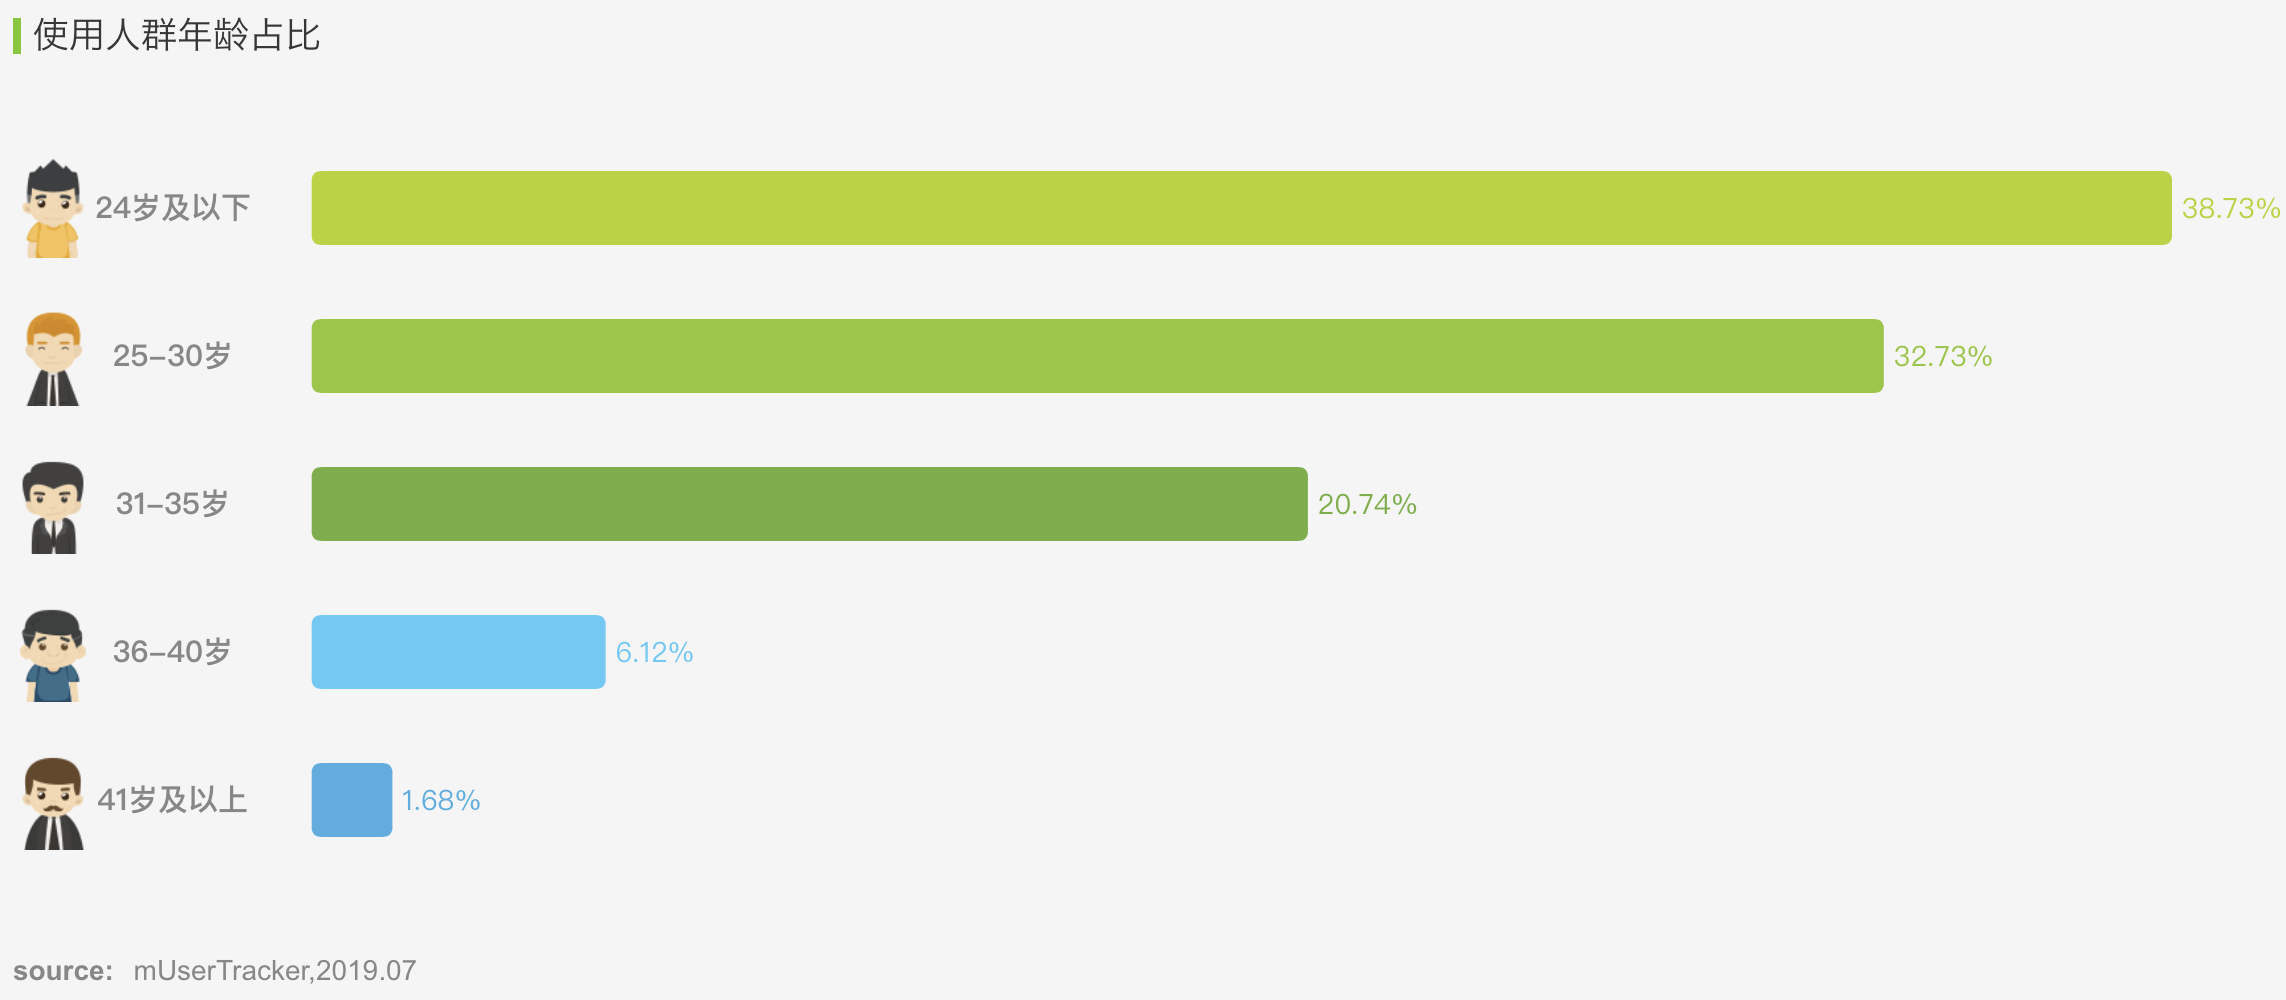 使用人群年龄占比
24岁及以下 38.73%
25-30岁 32.73%
31-35岁 20.74%
36-40岁 6.12%
41岁及以上 1.68%
source: mUserTracker,2019.07